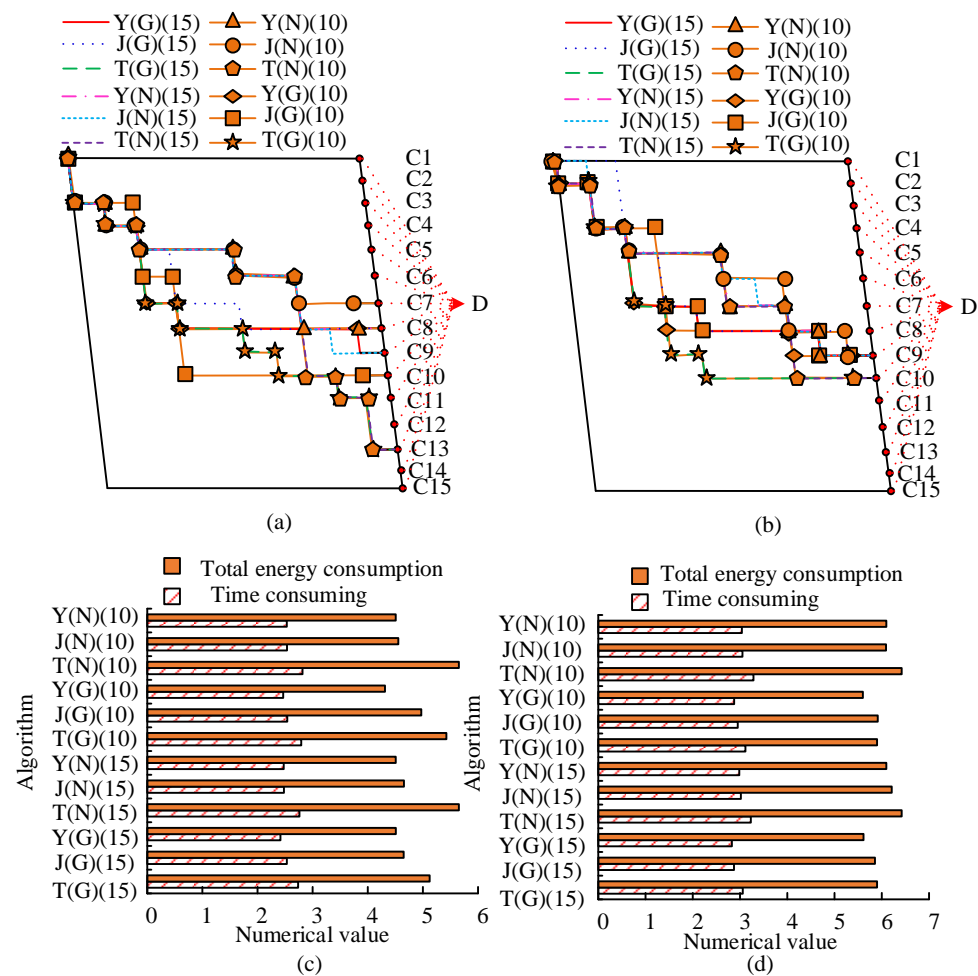 Y(G)(15) Y(N)(10)
J(G)(15) J(N)(10)
T(G)(15) T(N)(10)
Y(N)(15) Y(G)(10)
J(N)(15) J(G)(10)
T(N)(15) T(G)(10)
C1
C2
C3
C4
C5
C6
C7
C8
C9
C10
C11
C12
C13
C14
C15
D
(a)
Y(G)(15) Y(N)(10)
J(G)(15) J(N)(10)
T(G)(15) T(N)(10)
Y(N)(15) Y(G)(10)
J(N)(15) J(G)(10)
T(N)(15) T(G)(10)
C1
C2
C3
C4
C5
C6
C7
C8
C9
C10
C11
C12
C13
C14
C15
D
(b)
Total energy consumption
Time consuming
Algorithm
Y(N)(10)
J(N)(10)
T(N)(10)
Y(G)(10)
J(G)(10)
T(G)(10)
Y(N)(15)
J(N)(15)
T(N)(15)
Y(G)(15)
J(G)(15)
T(G)(15)
0 1 2 3 4 5 6
Numerical value
(c)
Total energy consumption
Time consuming
Algorithm
Y(N)(10)
J(N)(10)
T(N)(10)
Y(G)(10)
J(G)(10)
T(G)(10)
Y(N)(15)
J(N)(15)
T(N)(15)
Y(G)(15)
J(G)(15)
T(G)(15)
0 1 2 3 4 5 6 7
Numerical value
(d)